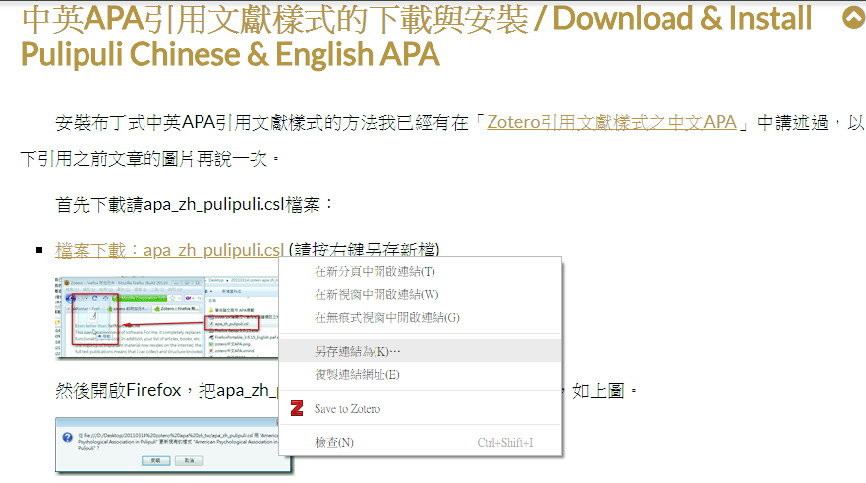 中英APA引用文獻樣式的下載與安裝 / Download & Install
Pulipuli Chinese & English APA
安裝布丁式中英APA引用文獻樣式的方法我已經有在「Zotero引用文獻樣式之中文APA」中講述過，以
下引用之前文章的圖片再說一次。
首先下載請apa_zh_pulipuli.csl檔案：
檔案下載：apa_zh_pulipuli.csl (請按右鍵另存新檔)
在新分頁中開啟連結(T)
在新視窗中開啟連結(W)
在無痕式視窗中開啟連結(G)
另存連結為(K)…
複製連結網址(E)
Save to Zotero
檢查(N) Ctrl+Shift+I
apa_zh_pulipuli.csl
然後開啟Firefox，把apa_zh_
，如上圖。
安裝
取消